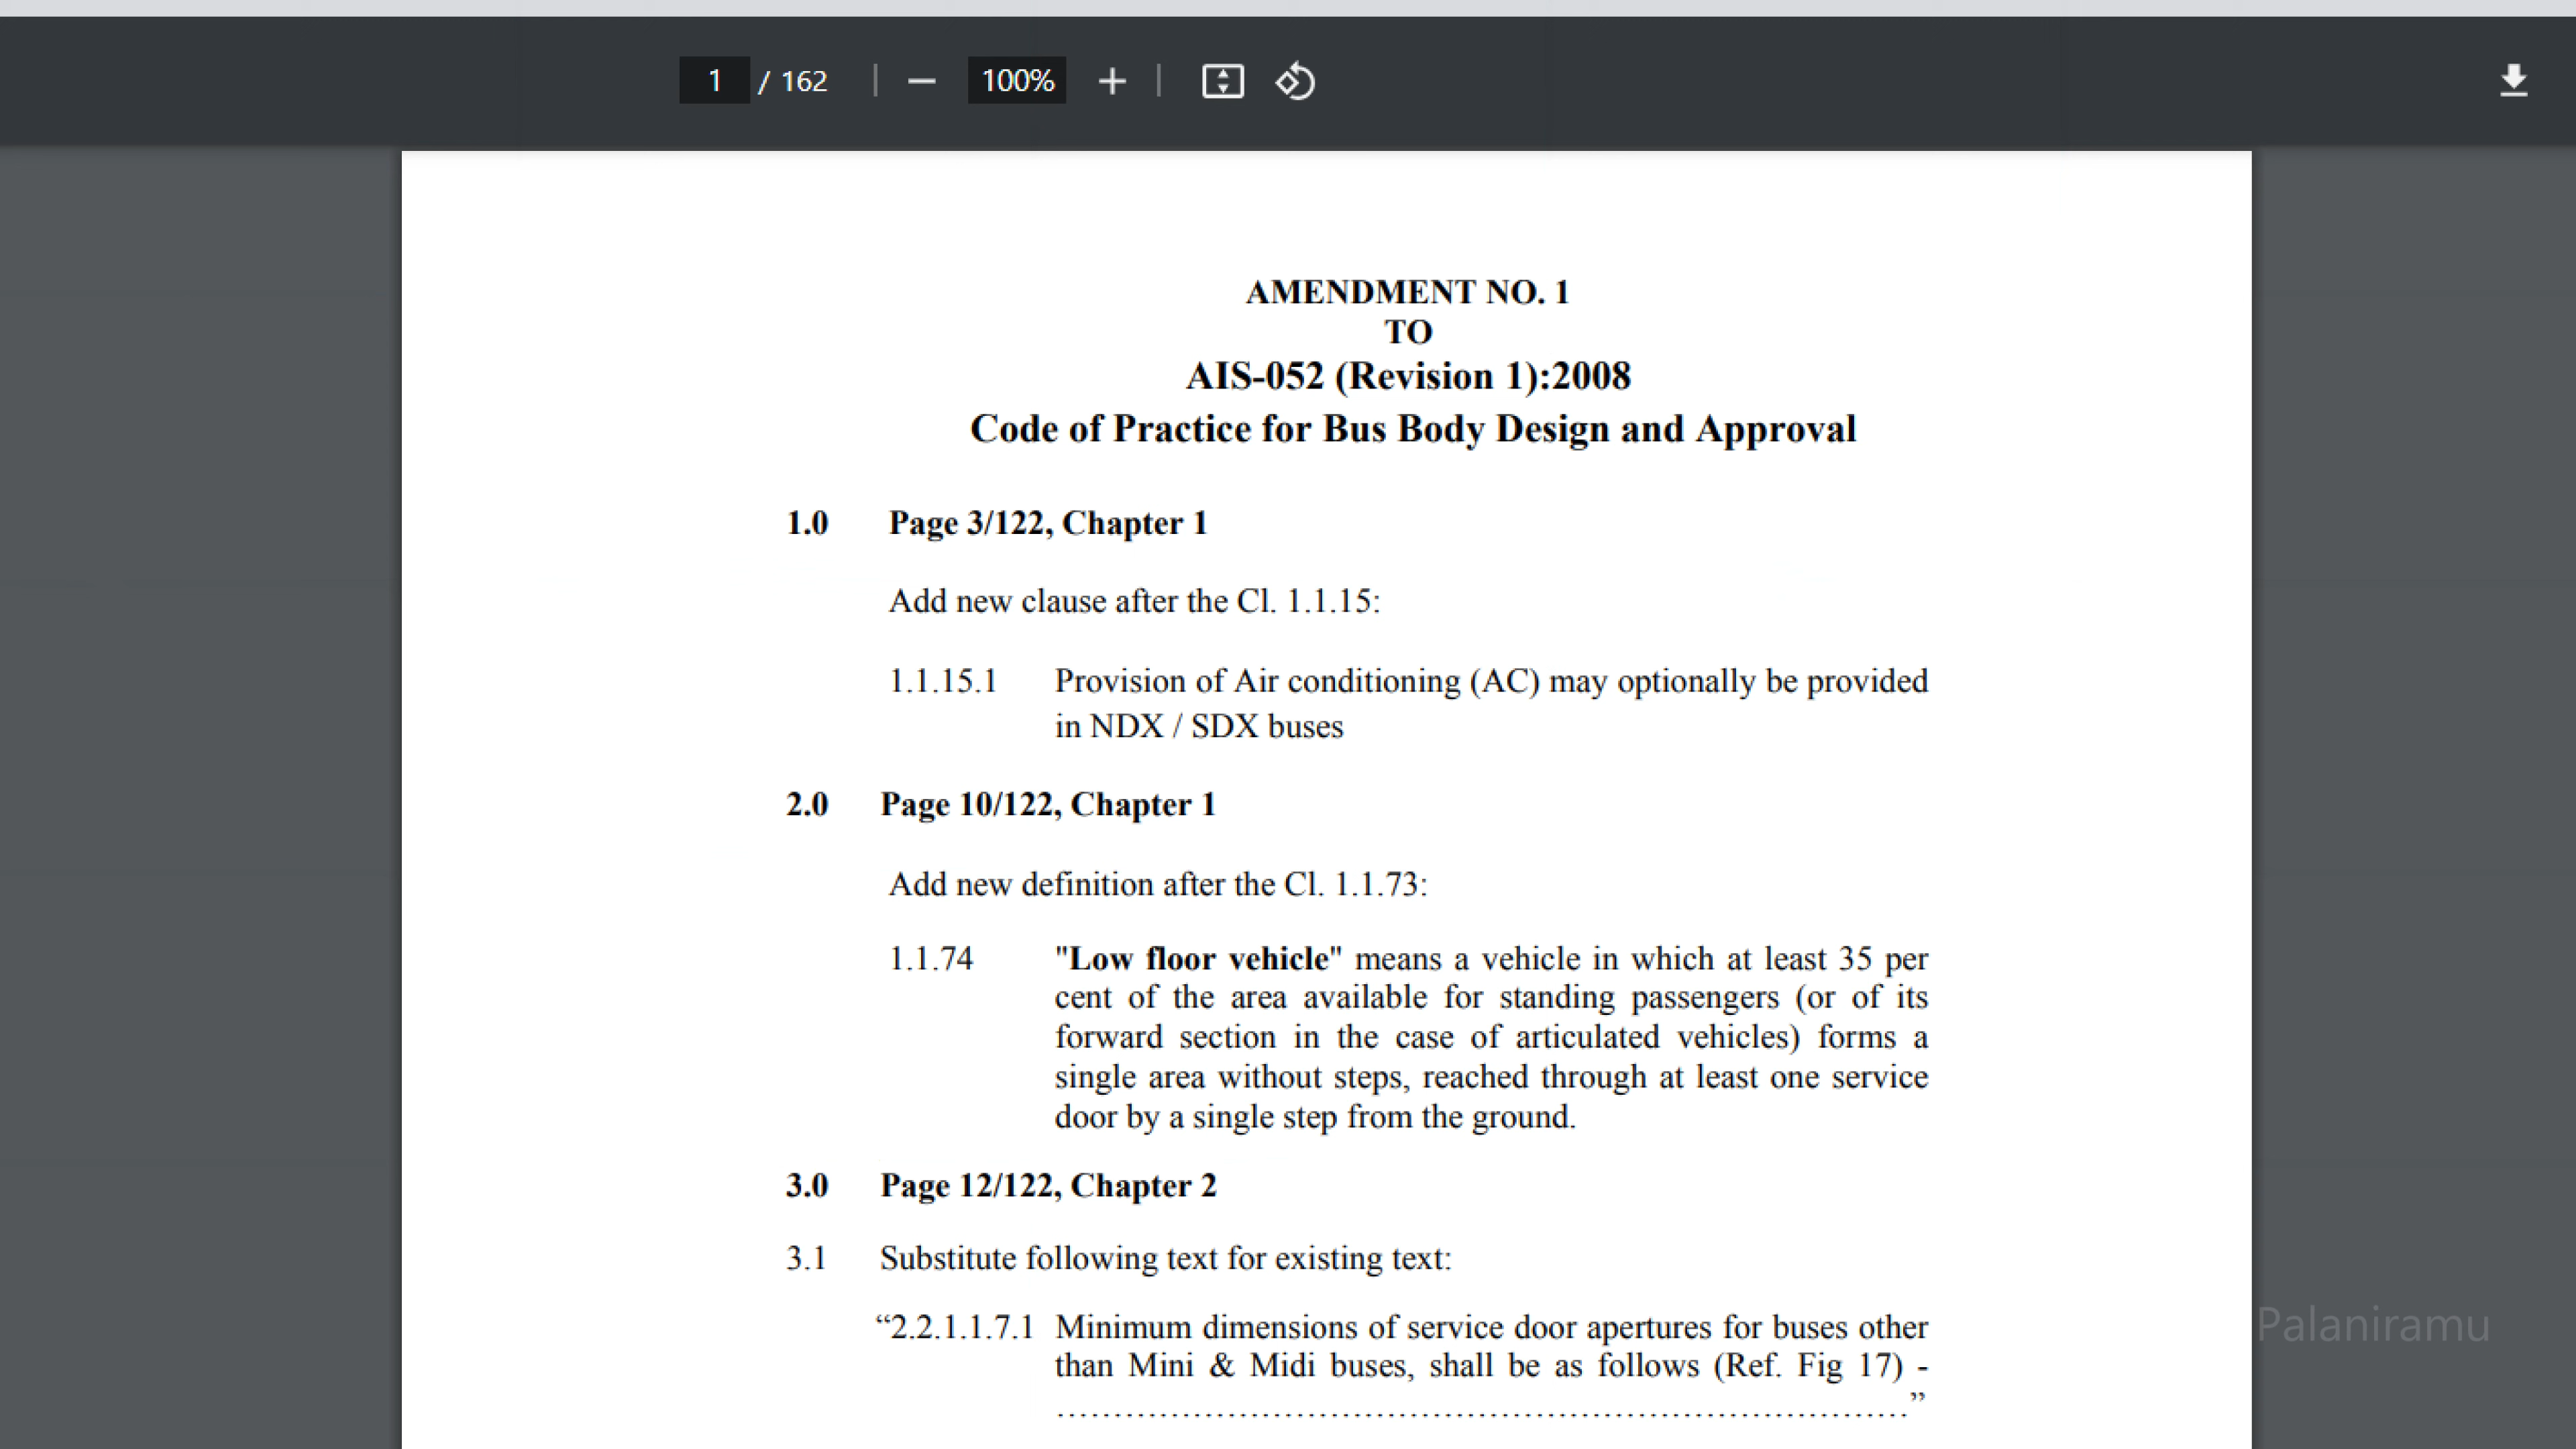 1 / 162 | − 100% + |
AMENDMENT NO. 1
TO
AIS-052 (Revision 1):2008
Code of Practice for Bus Body Design and Approval
1.0 Page 3/122, Chapter 1
Add new clause after the Cl. 1.1.15:
1.1.15.1 Provision of Air conditioning (AC) may optionally be provided
in NDX / SDX buses
2.0 Page 10/122, Chapter 1
Add new definition after the Cl. 1.1.73:
1.1.74 "Low floor vehicle" means a vehicle in which at least 35 per
cent of the area available for standing passengers (or of its
forward section in the case of articulated vehicles) forms a
single area without steps, reached through at least one service
door by a single step from the ground.
3.0 Page 12/122, Chapter 2
3.1 Substitute following text for existing text:
“2.2.1.1.7.1 Minimum dimensions of service door apertures for buses other
than Mini & Midi buses, shall be as follows (Ref. Fig 17) -
...........................................................................”
Palaniramu